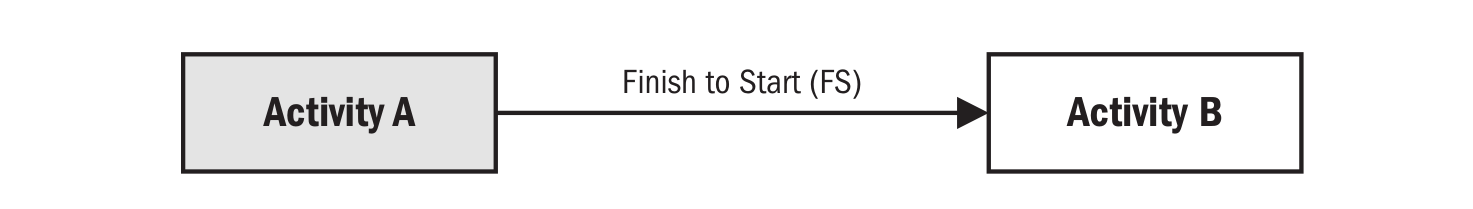 Finish to Start (FS)
Activity A
Activity B